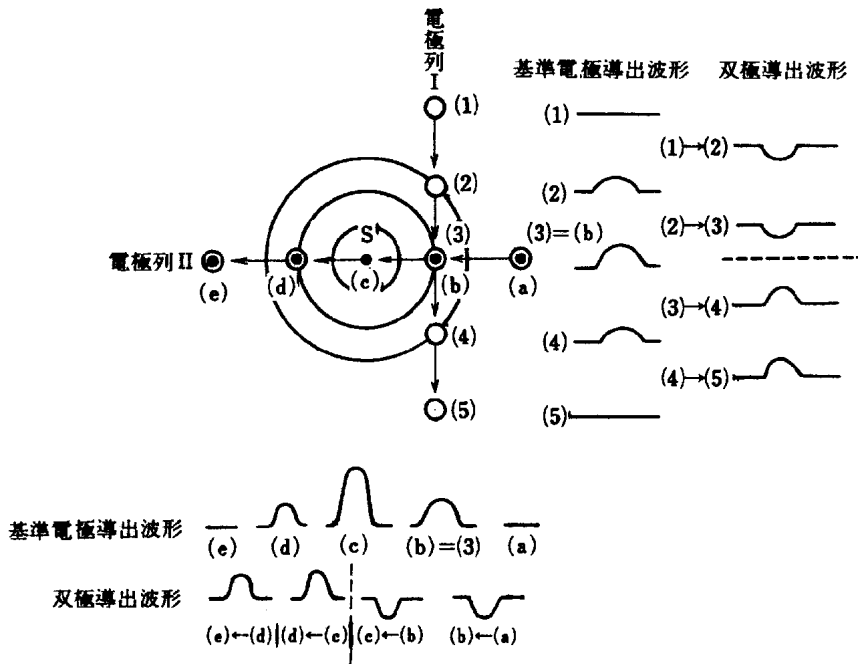 電極列I
基準電極導出波形 双極導出波形
(1) (1)
(1)→(2)
(2) (2)
(2)→(3)
S (3) (3)=(b)
電極列II
(e) (d) (c) (b) (a)
(3)→(4)
(4) (4)
(4)→(5)
(5) (5)
基準電極導出波形 (e) (d) (c) (b)=(3) (a)
双極導出波形
(e)←(d)|(d)←(c)|(c)←(b) (b)←(a)